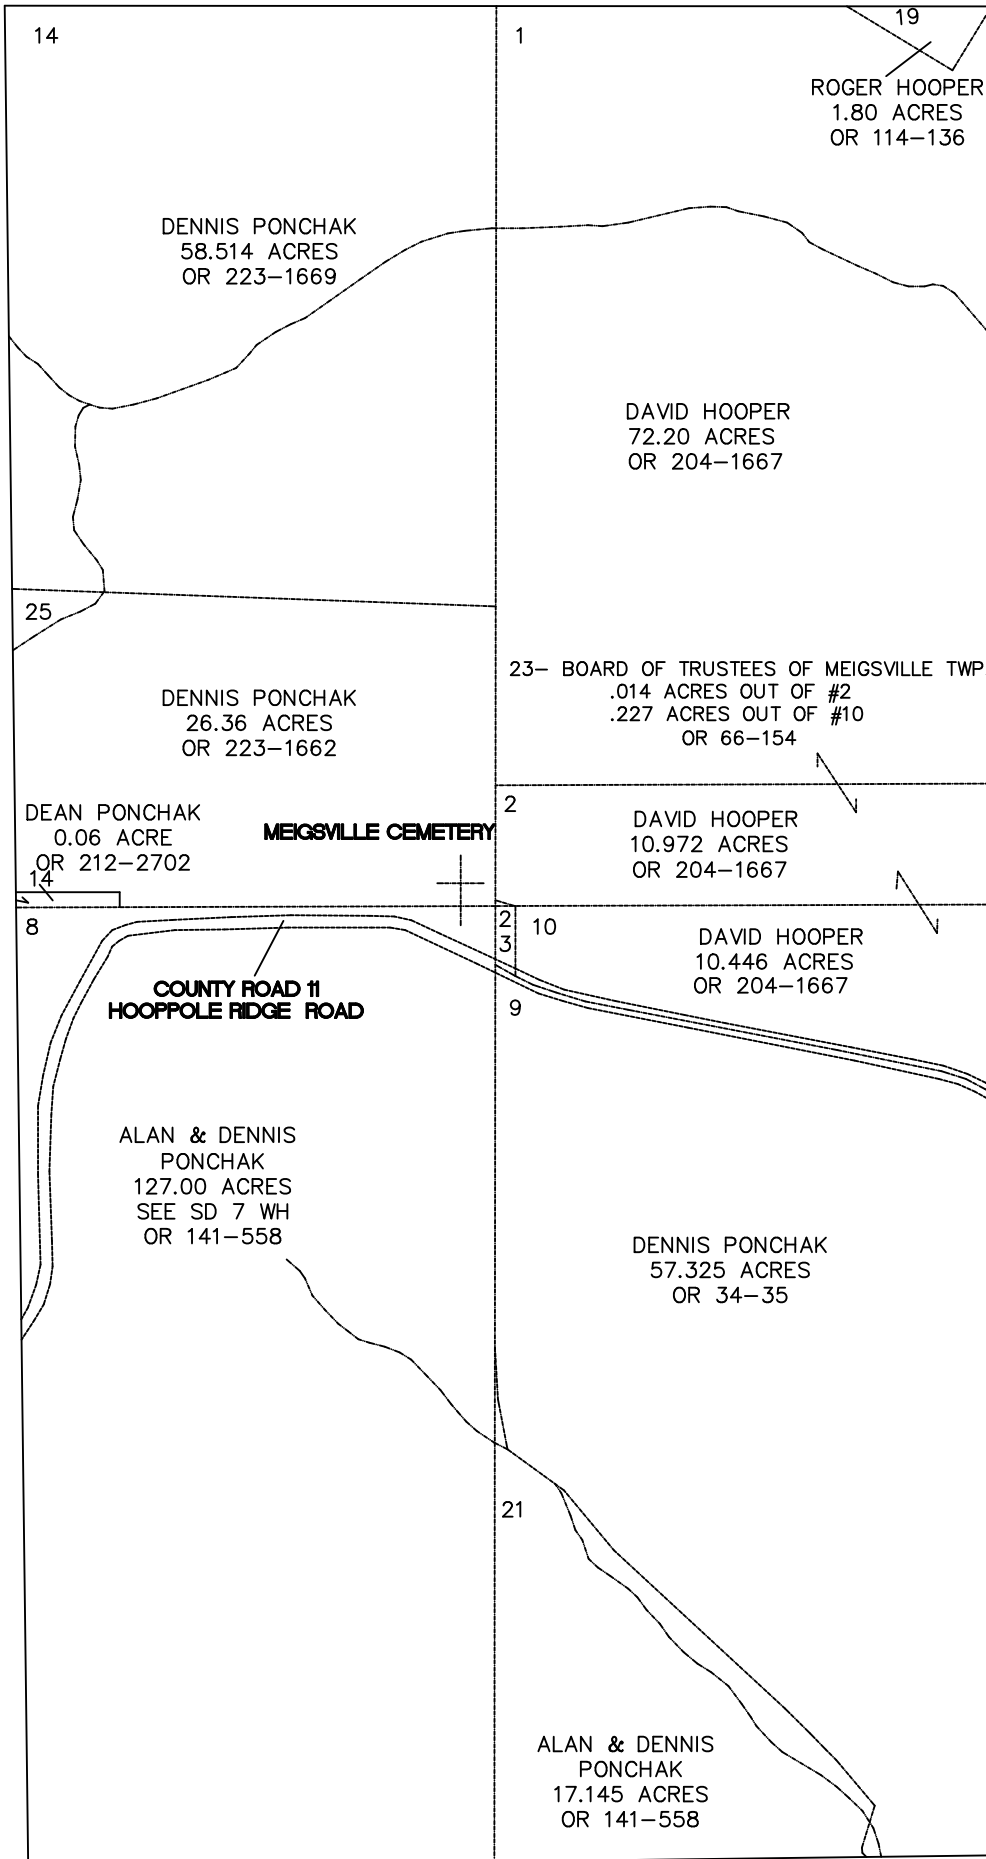 14
1
19
ROGER HOOPER
1.80 ACRES
OR 114-136
DENNIS PONCHAK
58.514 ACRES
OR 223-1669
DAVID HOOPER
72.20 ACRES
OR 204-1667
25
23- BOARD OF TRUSTEES OF MEIGSVILLE TWP
.014 ACRES OUT OF #2
.227 ACRES OUT OF #10
OR 66-154
DENNIS PONCHAK
26.36 ACRES
OR 223-1662
2
DEAN PONCHAK
0.06 ACRE
OR 212-2702
14
MEIGSVILLE CEMETERY
DAVID HOOPER
10.972 ACRES
OR 204-1667
8
2
3
10
DAVID HOOPER
10.446 ACRES
OR 204-1667
COUNTY ROAD 11
HOOPPOLE RIDGE ROAD
9
ALAN & DENNIS
PONCHAK
127.00 ACRES
SEE SD 7 WH
OR 141-558
DENNIS PONCHAK
57.325 ACRES
OR 34-35
21
ALAN & DENNIS
PONCHAK
17.145 ACRES
OR 141-558